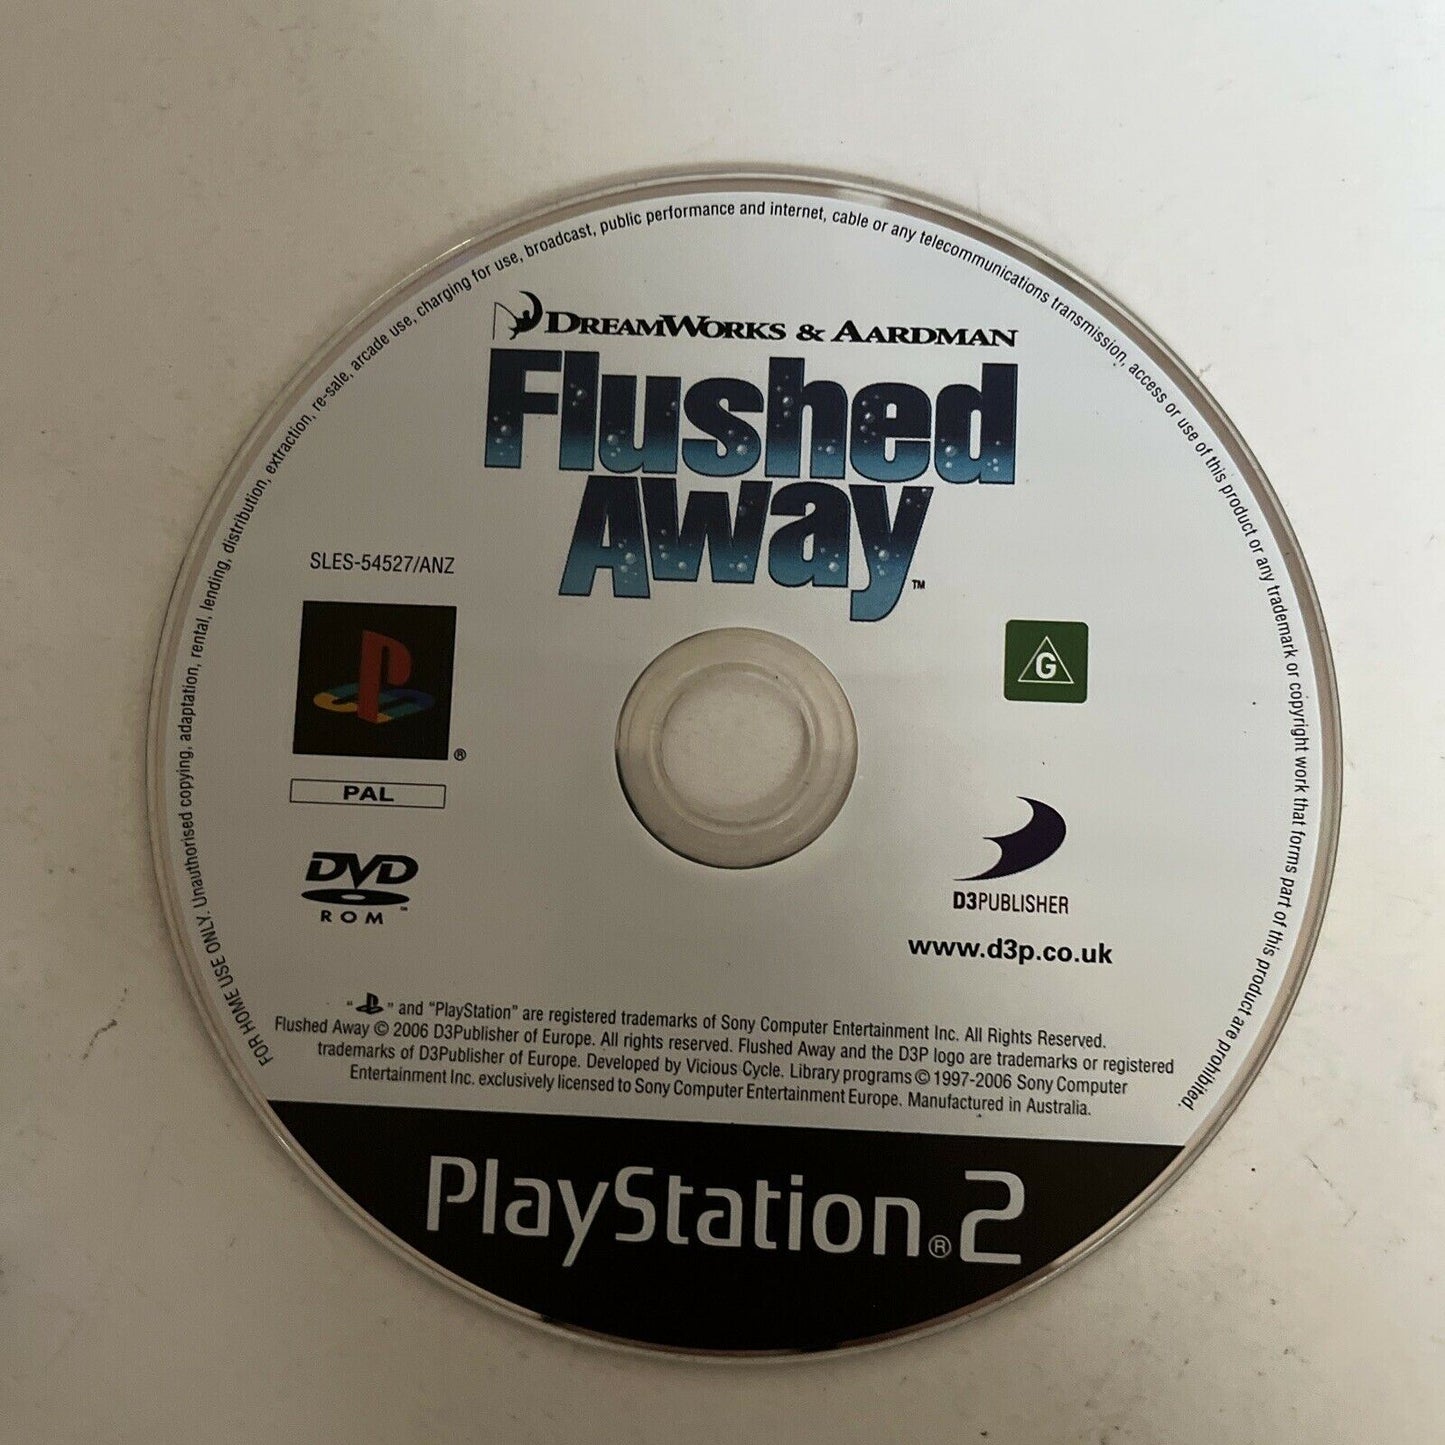 FOR HOME USE ONLY. Unauthorised copying, adaptation, rental, lending, distribution, extraction, re-sale, arcade use, charging for use, broadcast, public performance and internet, cable or any telecommunications transmission, access or use of this product or any trademark or copyright work that forms part of this product are prohibited.
DREAMWORKS & AARDMAN
Flushed
Away™
SLES-54527/ANZ
G
®
PAL
DVD
ROM™
D3PUBLISHER
www.d3p.co.uk
" " and "PlayStation" are registered trademarks of Sony Computer Entertainment Inc. All Rights Reserved.
Flushed Away © 2006 D3Publisher of Europe. All rights reserved. Flushed Away and the D3P logo are trademarks or registered
trademarks of D3Publisher of Europe. Developed by Vicious Cycle. Library programs © 1997-2006 Sony Computer
Entertainment Inc. exclusively licensed to Sony Computer Entertainment Europe. Manufactured in Australia.
PlayStation®2